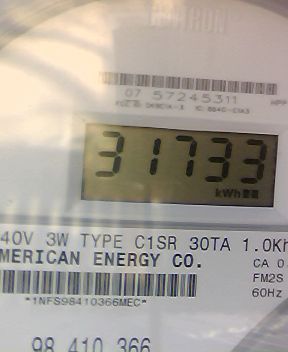 07 57245311
31733
kWh
40V 3W TYPE C1SR 30TA 1.0Kh
MERICAN ENERGY CO.
CA 0
FM2S
*1NFS98410366MEC*
60Hz
98 410 366